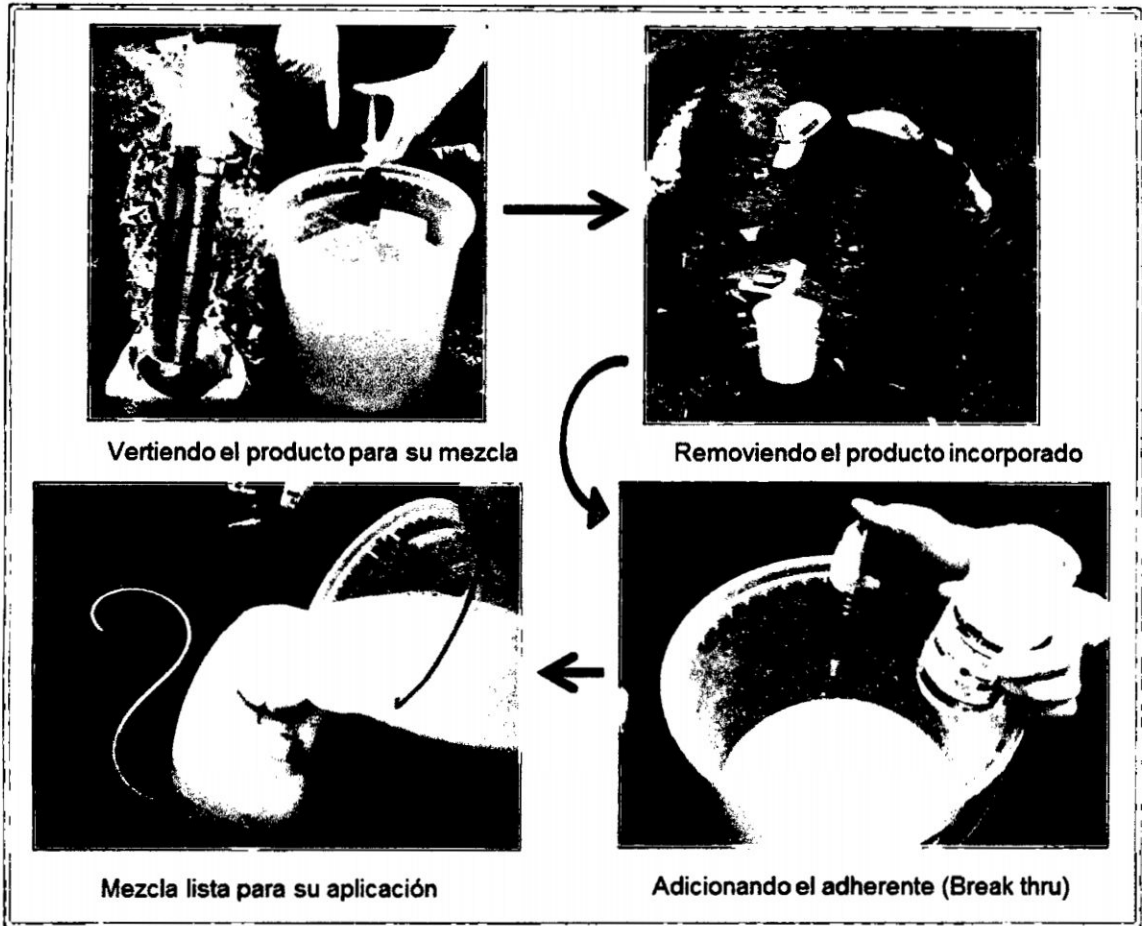 Vertiendo el producto para su mezcla
Removiendo el producto incorporado
Mezcla lista para su aplicación
Adicionando el adherente (Break thru)